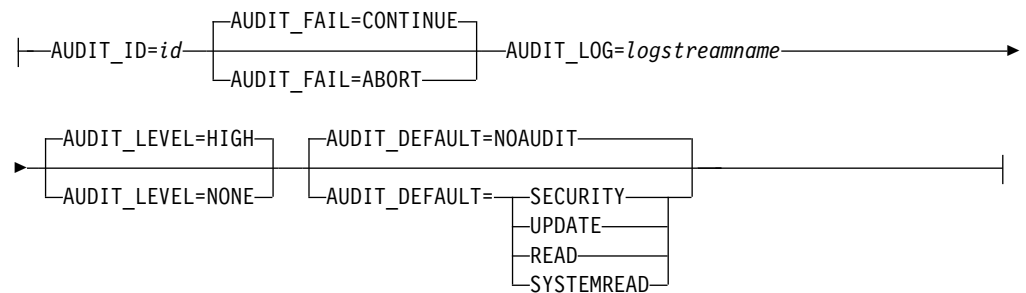 AUDIT_FAIL=CONTINUE
AUDIT_ID=id AUDIT_LOG=logstreamname
AUDIT_FAIL=ABORT
AUDIT_LEVEL=HIGH AUDIT_DEFAULT=NOAUDIT
AUDIT_LEVEL=NONE AUDIT_DEFAULT= SECURITY
UPDATE
READ
SYSTEMREAD